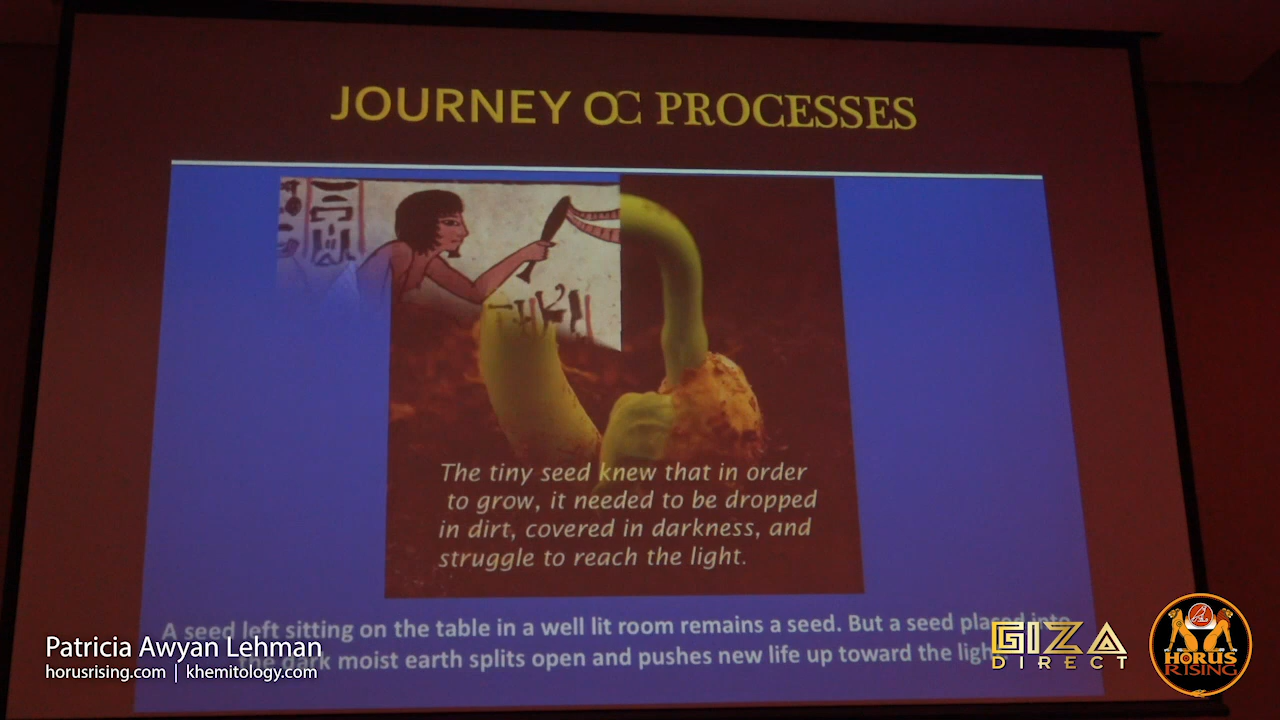 JOURNEY OC PROCESSES
The tiny seed knew that in order
to grow, it needed to be dropped
in dirt, covered in darkness, and
struggle to reach the light.
A seed left sitting on the table in a well lit room remains a seed. But a seed placed into
the dark moist earth splits open and pushes new life up toward the light
Patricia Awyan Lehman
horusrising.com | khemitology.com
GIZA
DIRECT
HORUS
RISING